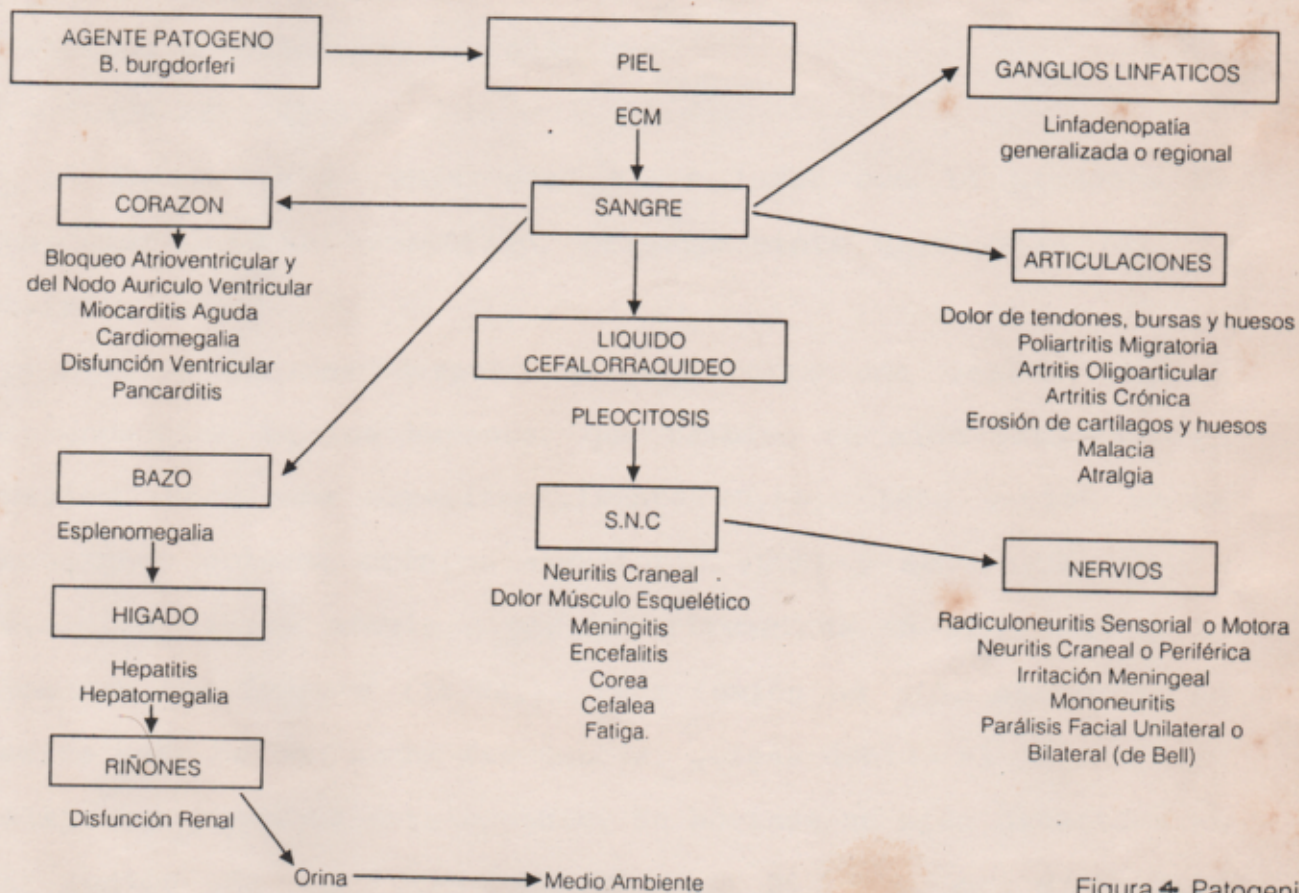 AGENTE PATOGENO
B. burgdorferi
PIEL
ECM
GANGLIOS LINFATICOS
Linfadenopatía
generalizada o regional
CORAZON
Bloqueo Atrioventricular y
del Nodo Auriculo Ventricular
Miocarditis Aguda
Cardiomegalia
Disfunción Ventricular
Pancarditis
SANGRE
ARTICULACIONES
Dolor de tendones, bursas y huesos
Poliartritis Migratoria
Artritis Oligoarticular
Artritis Crónica
Erosión de cartílagos y huesos
Malacia
Atralgia
LIQUIDO
CEFALORRAQUIDEO
PLEOCITOSIS
BAZO
Esplenomegalia
S.N.C
Neuritis Craneal
Dolor Músculo Esquelético
Meningitis
Encefalitis
Corea
Cefalea
Fatiga.
NERVIOS
Radiculoneuritis Sensorial o Motora
Neuritis Craneal o Periférica
Irritación Meningeal
Mononeuritis
Parálisis Facial Unilateral o
Bilateral (de Bell)
HIGADO
Hepatitis
Hepatomegalia
RIÑONES
Disfunción Renal
Orina
Medio Ambiente
Figura 4. Patogeni